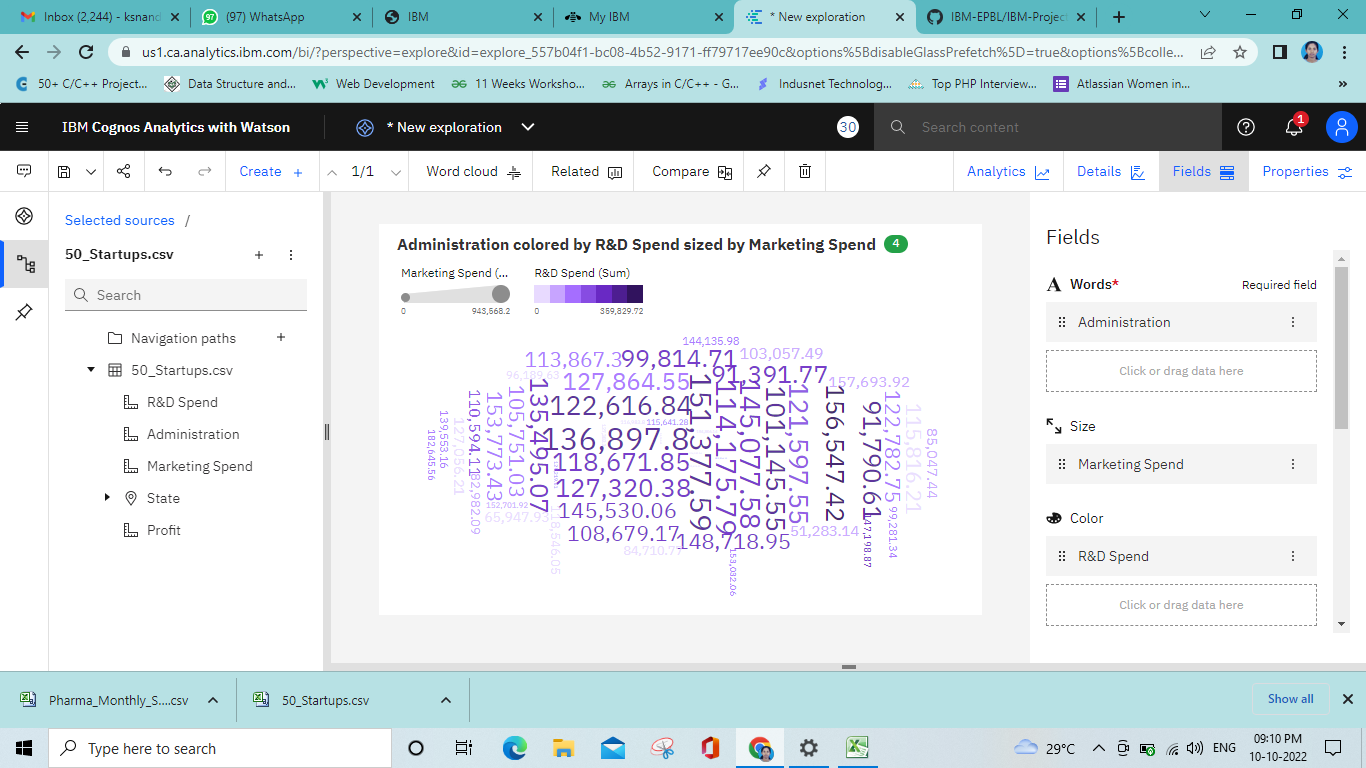 Inbox (2,244) - ksnand
97
(97) WhatsApp
IBM
My IBM
* New exploration
IBM-EPBL/IBM-Project
us1.ca.analytics.ibm.com/bi/?perspective=explore&id=explore_557b04f1-bc08-4b52-9171-ff79717ee90c&options%5BdisableGlassPrefetch%5D=true&options%5Bcolle...
50+ C/C++ Project...
Data Structure and...
Web Development
11 Weeks Worksho...
Arrays in C/C++ - G...
Indusnet Technolog...
Top PHP Interview...
Atlassian Women in...
»
IBM Cognos Analytics with Watson
* New exploration
30
Search content
1
Create +
1/1
Word cloud
Related
Compare
Analytics
Details
Fields
Properties
Selected sources /
50_Startups.csv
Search
Navigation paths
50_Startups.csv
R&D Spend
Administration
Marketing Spend
State
Profit
Administration colored by R&D Spend sized by Marketing Spend 4
Marketing Spend (...
0 943,568.2
R&D Spend (Sum)
0 359,829.72
144,135.98
113,867.3
99,814.71
103,057.49
96,189.63
127,864.55
91,391.77
157,693.92
122,616.84
115,641.28
136,897.8
118,671.85
127,320.38
145,530.06
108,679.17
148,718.95
84,710.77
51,283.14
152,701.92
65,947.93
182,645.56
139,553.16
127,056.21
110,594.11
82,982.09
153,773.43
105,751.03
135,495.07
118,546.05
151,377.59
114,175.79
153,032.06
145,077.58
101,145.55
121,597.55
156,547.42
91,790.61
147,198.87
122,782.75
99,281.34
115,816.21
85,047.44
Fields
Words*
Required field
Administration
Click or drag data here
Size
Marketing Spend
Color
R&D Spend
Click or drag data here
Pharma_Monthly_S....csv
50_Startups.csv
Show all
Type here to search
29°C
ENG
09:10 PM
10-10-2022